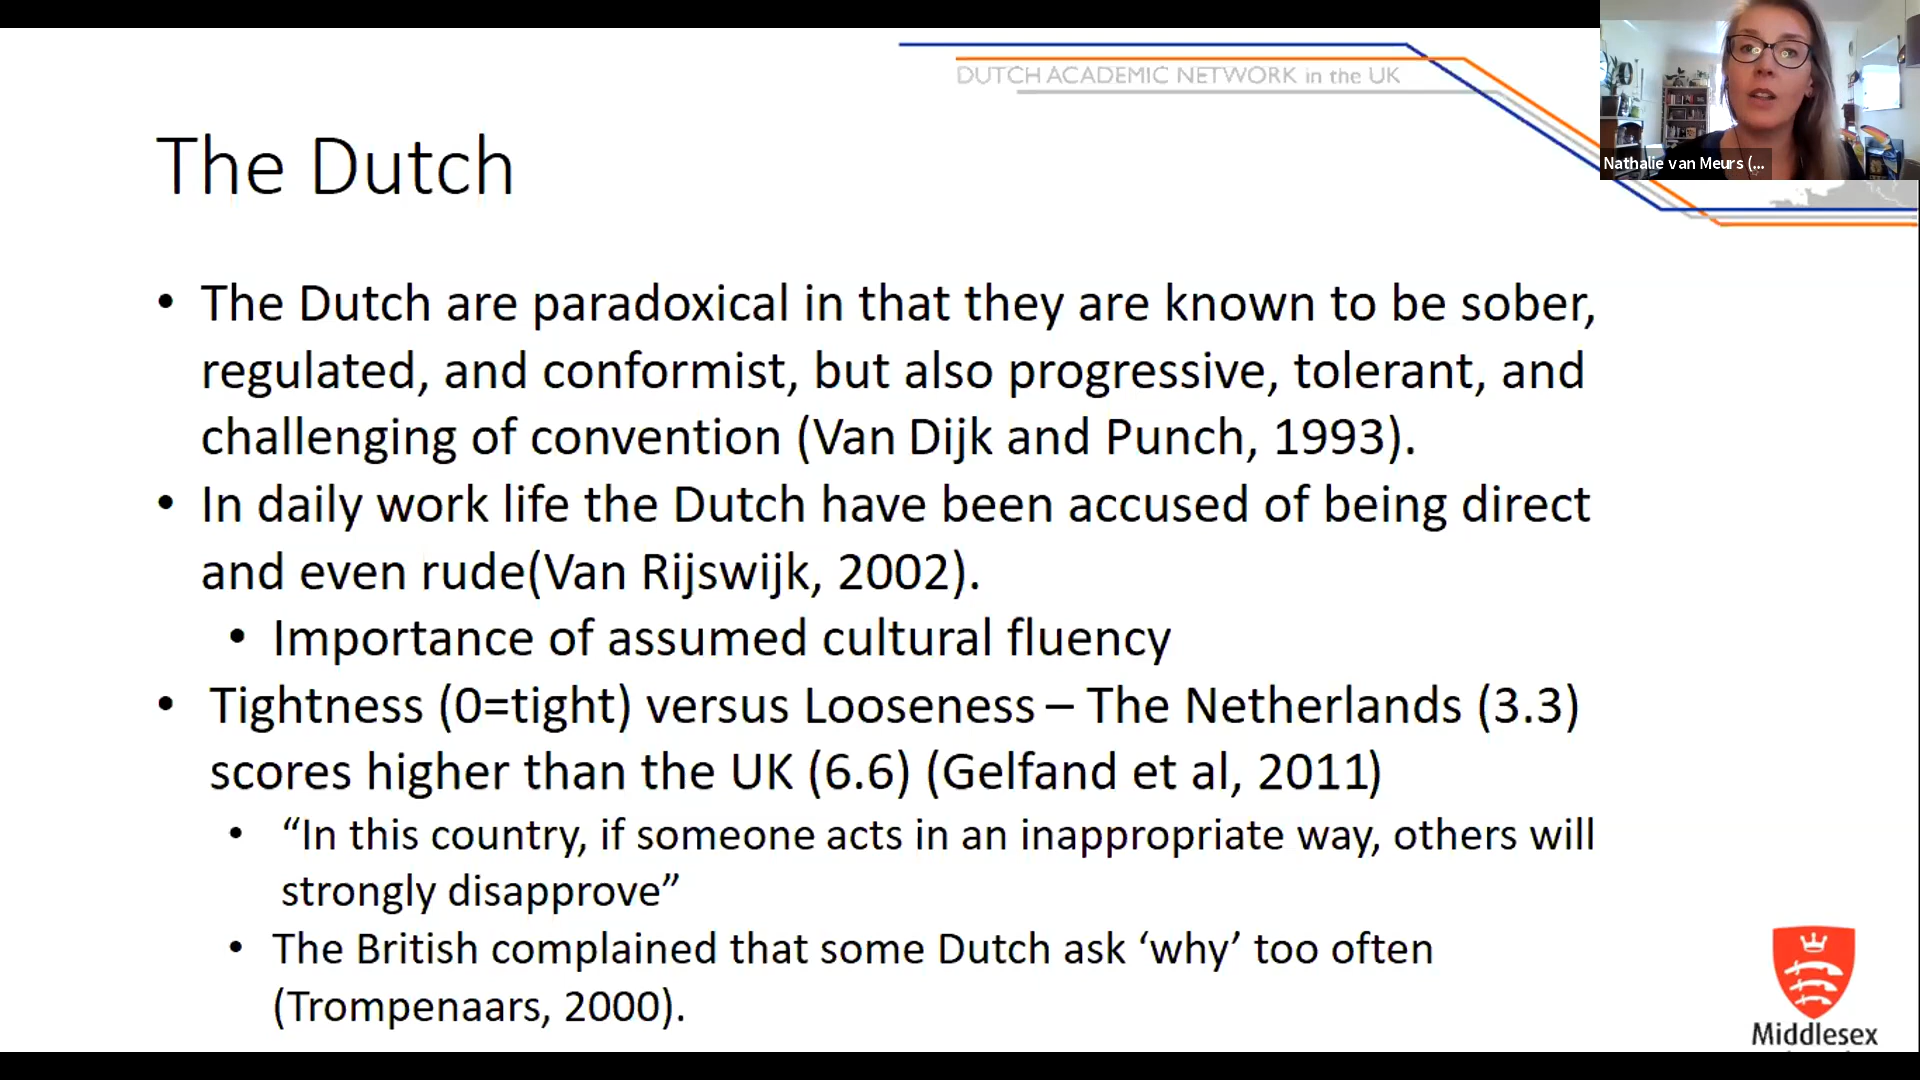 DUTCH ACADEMIC NETWORK in the UK
Nathalie van Meurs (...
The Dutch
• The Dutch are paradoxical in that they are known to be sober,
regulated, and conformist, but also progressive, tolerant, and
challenging of convention (Van Dijk and Punch, 1993).
• In daily work life the Dutch have been accused of being direct
and even rude(Van Rijswijk, 2002).
• Importance of assumed cultural fluency
• Tightness (0=tight) versus Looseness – The Netherlands (3.3)
scores higher than the UK (6.6) (Gelfand et al, 2011)
• “In this country, if someone acts in an inappropriate way, others will
strongly disapprove”
• The British complained that some Dutch ask ‘why’ too often
(Trompenaars, 2000).
Middlesex